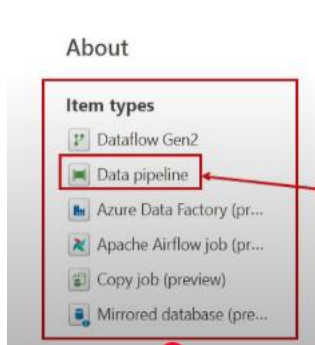 About
Item types
Dataflow Gen2
Data pipeline
Azure Data Factory (pr...
Apache Airflow job (pr...
Copy job (preview)
Mirrored database (pre...